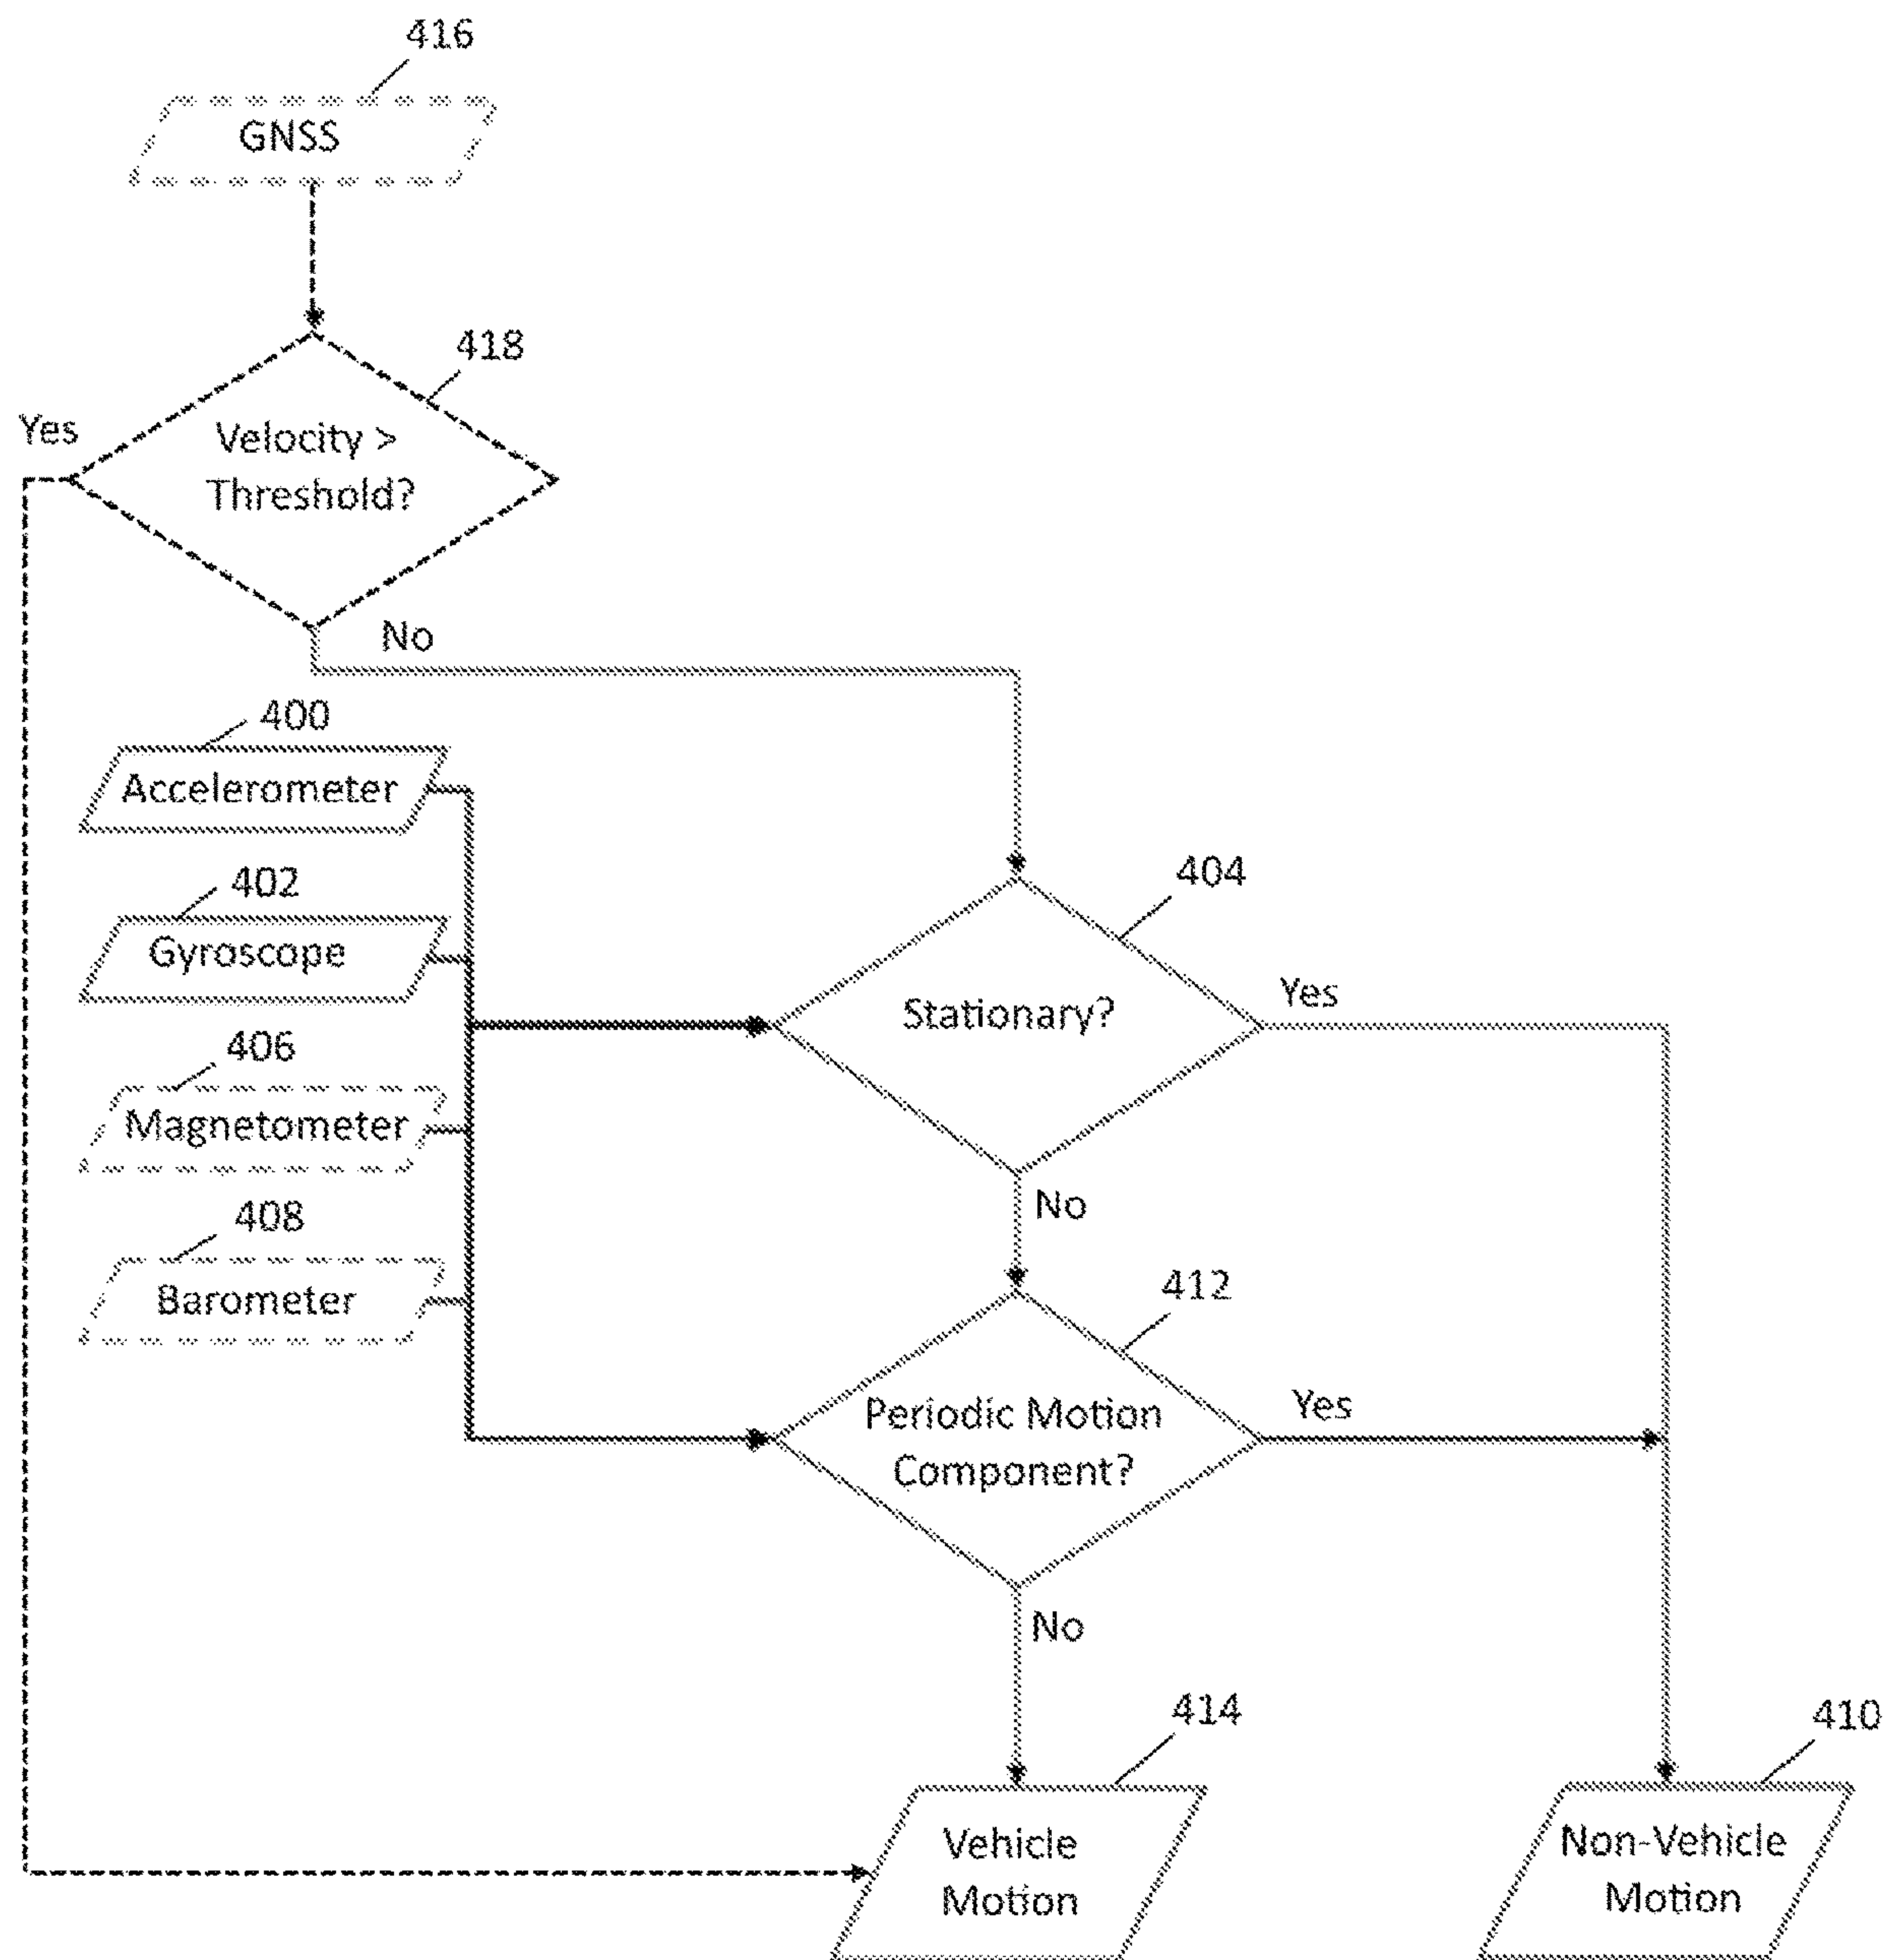 416
GNSS
418
Yes
Velocity >
Threshold?
No
400
Accelerometer
402
Gyroscope
404
Stationary?
Yes
406
Magnetometer
408
Barometer
No
412
Periodic Motion
Component?
Yes
No
414
410
Vehicle
Motion
Non-Vehicle
Motion